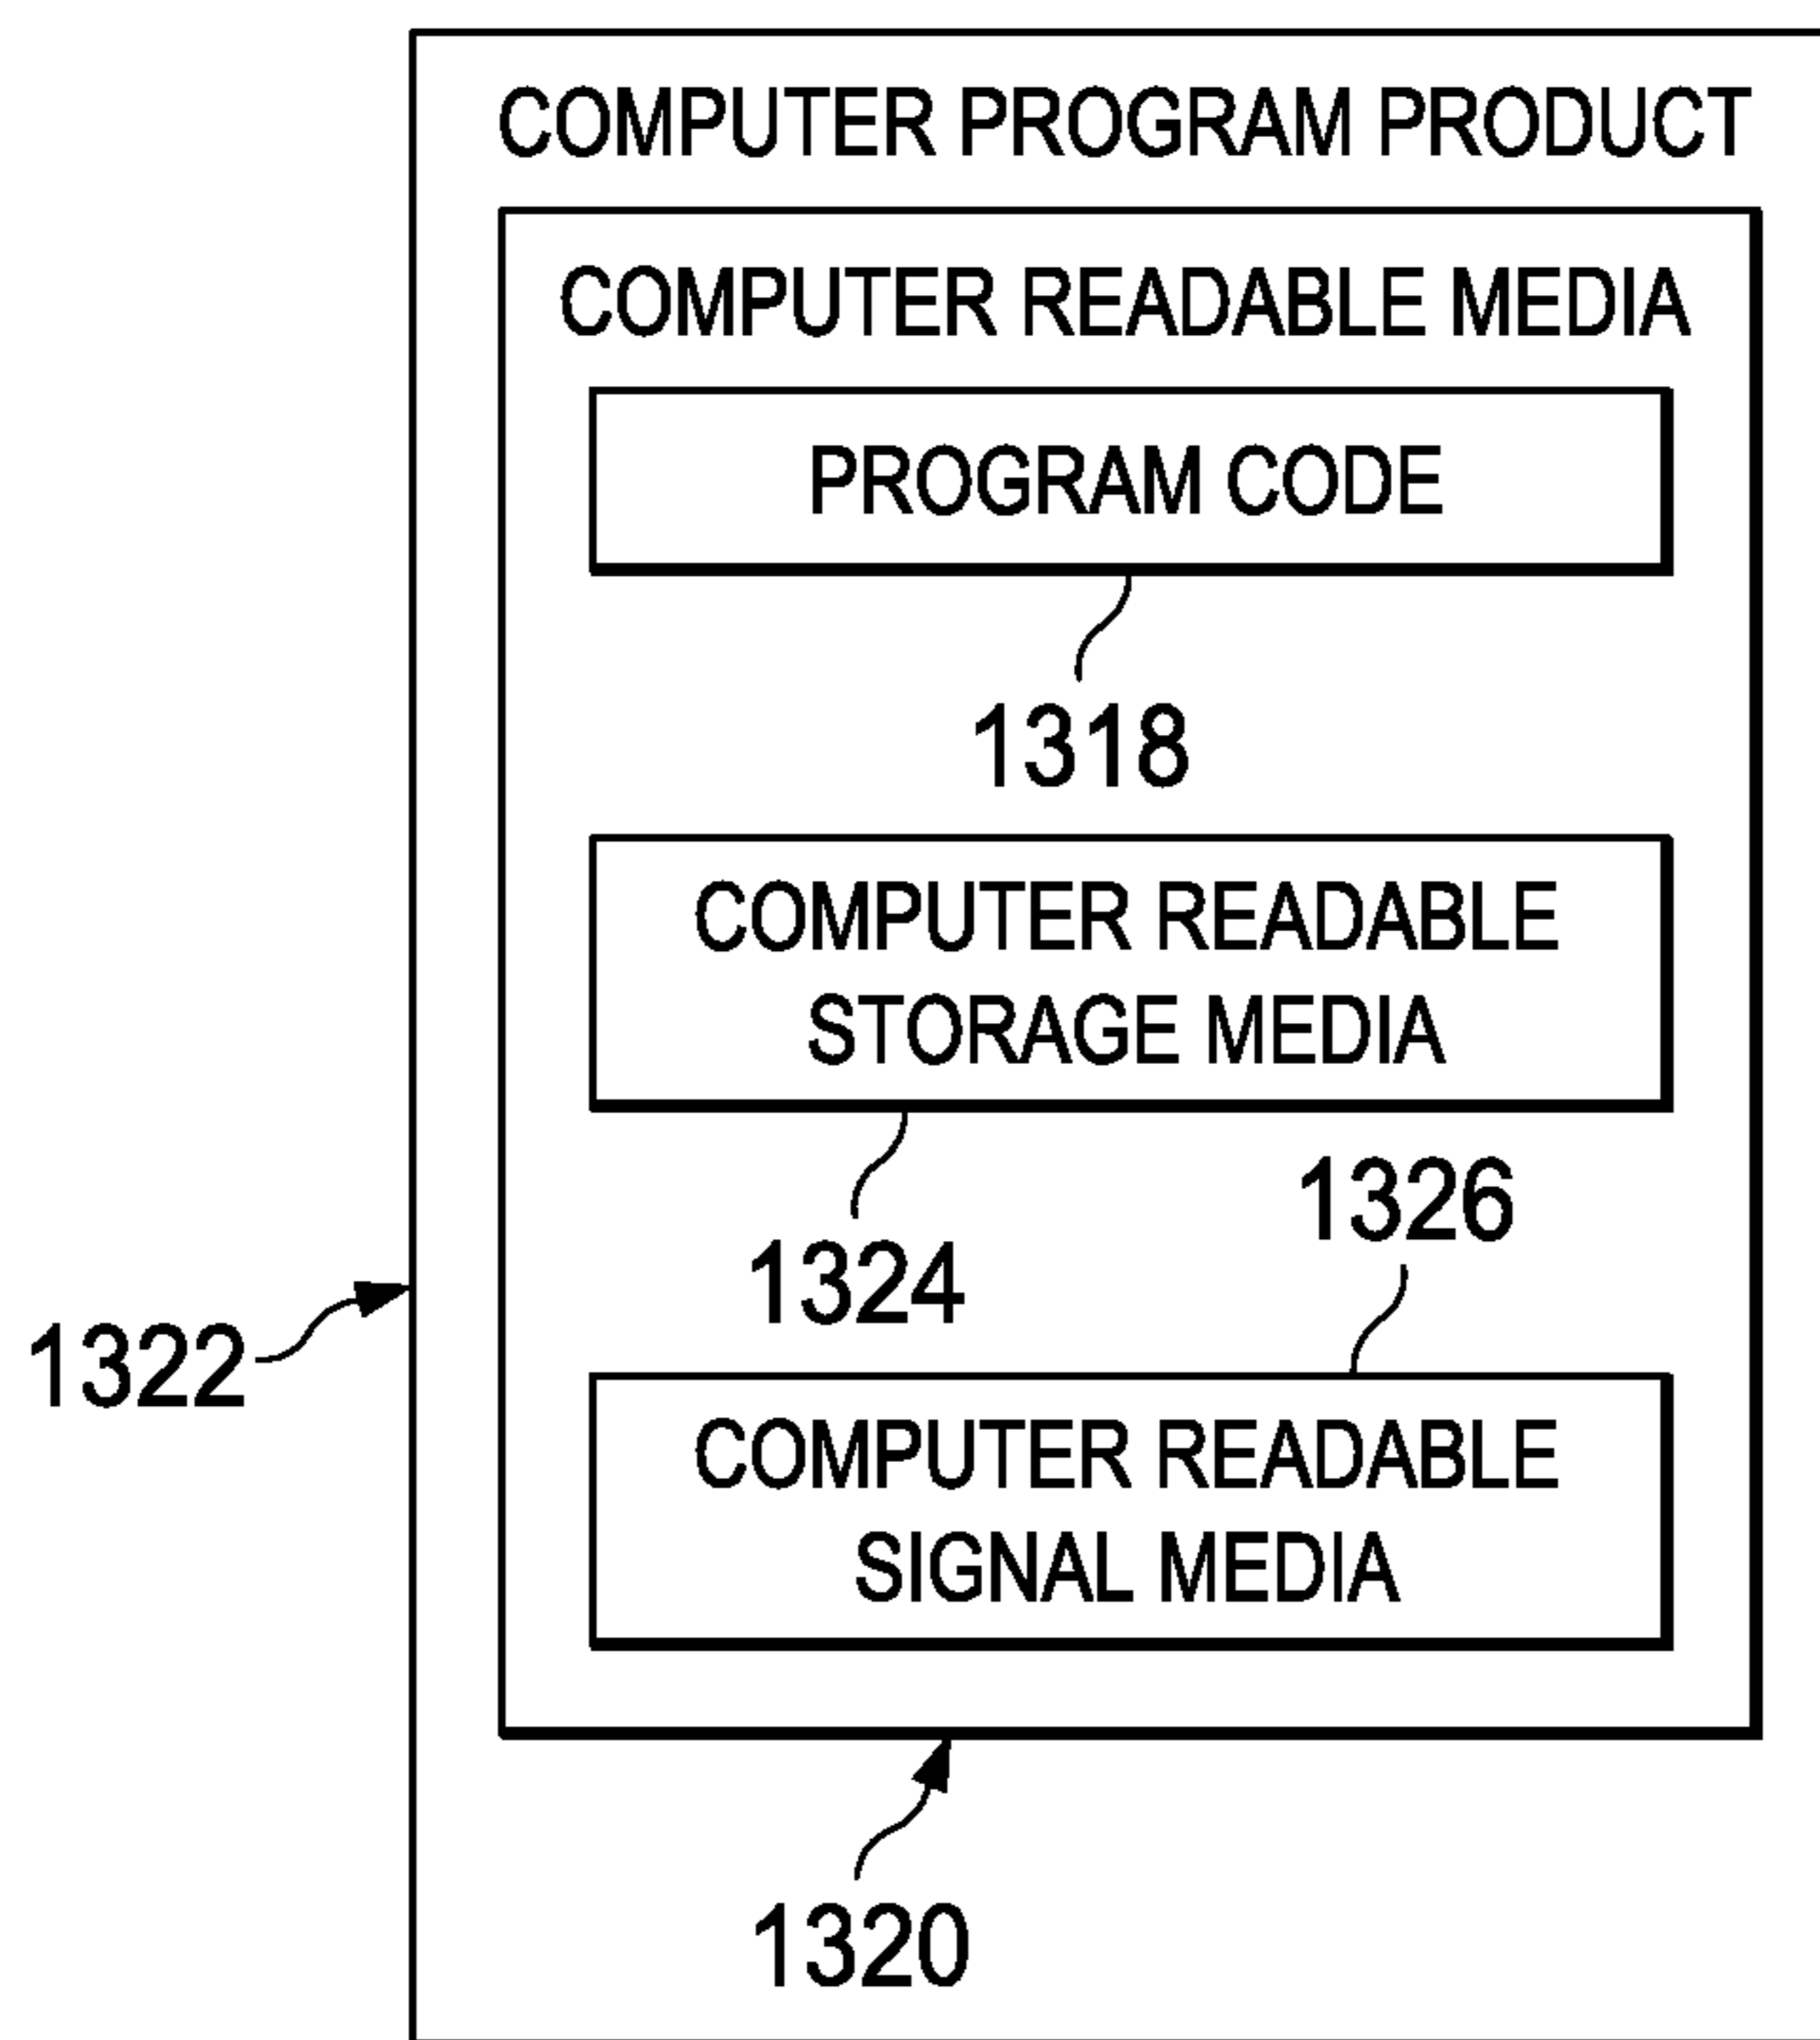 COMPUTER PROGRAM PRODUCT
COMPUTER READABLE MEDIA
PROGRAM CODE
1318
COMPUTER READABLE
STORAGE MEDIA
1324
1326
1322
COMPUTER READABLE
SIGNAL MEDIA
1320